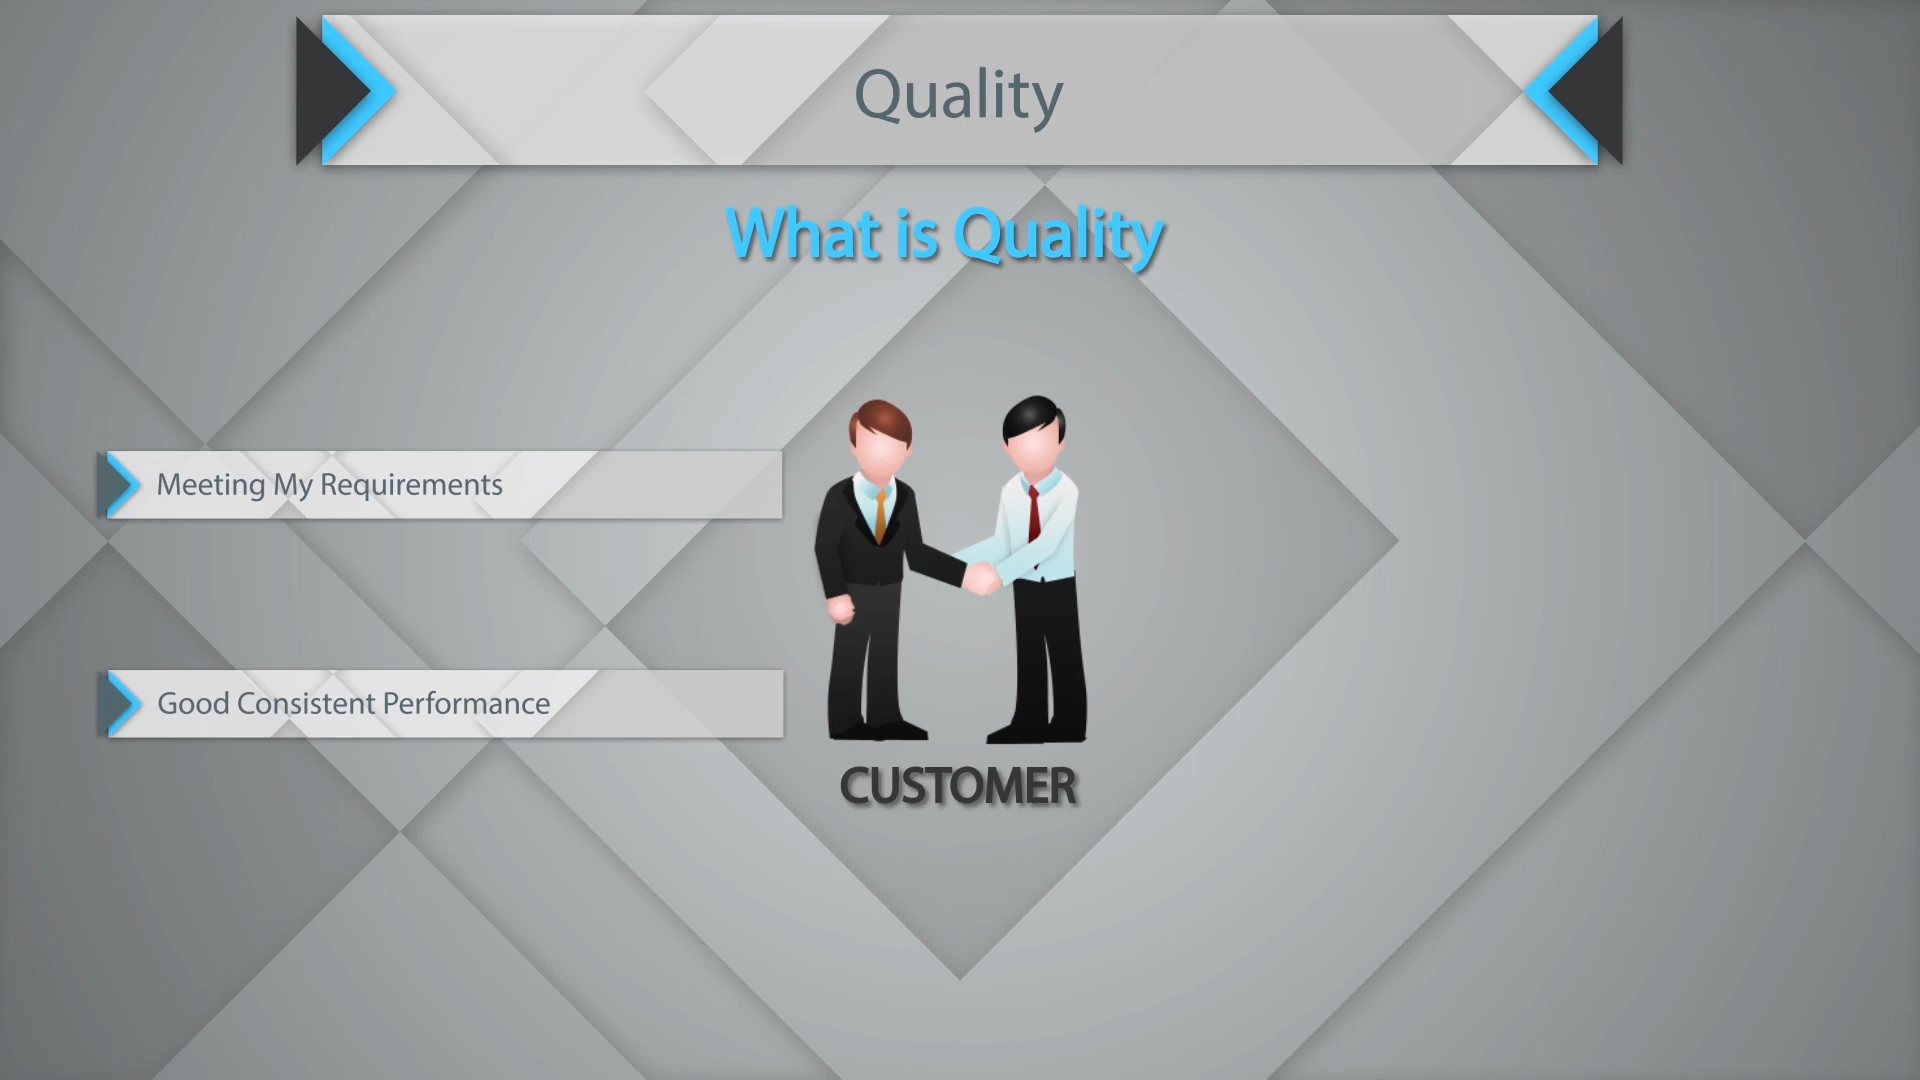 Quality
What is Quality
Meeting My Requirements
Good Consistent Performance
CUSTOMER